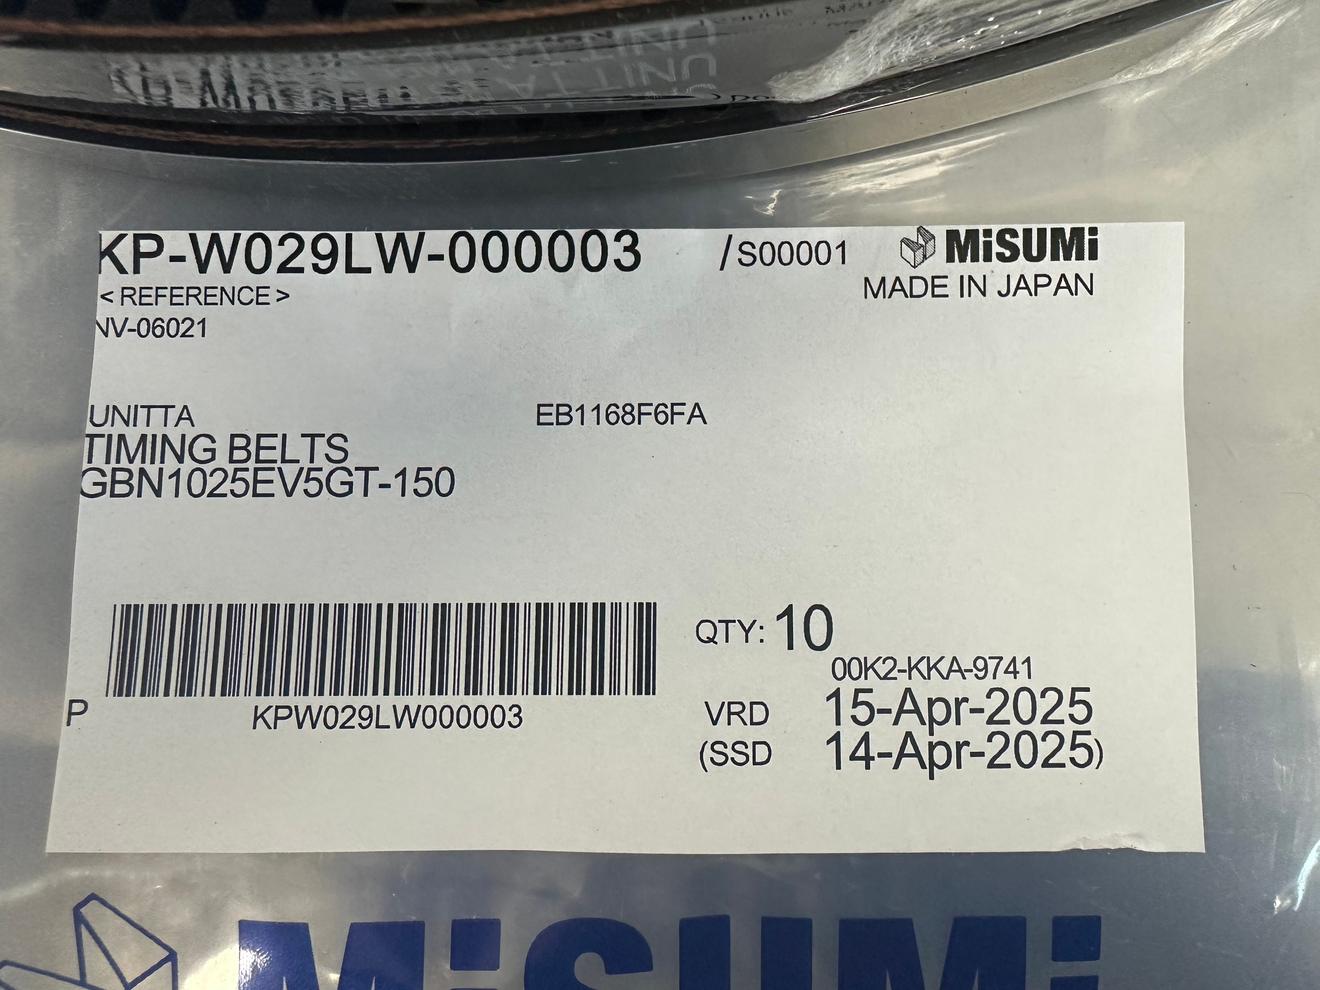 UNITTA
KP-W029LW-000003 /S00001 MiSUMi
<REFERENCE> MADE IN JAPAN
NV-06021
UNITTA EB1168F6FA
TIMING BELTS
GBN1025EV5GT-150
QTY: 10
00K2-KKA-9741
P KPW029LW000003 VRD 15-Apr-2025
(SSD 14-Apr-2025)
MiSUMi